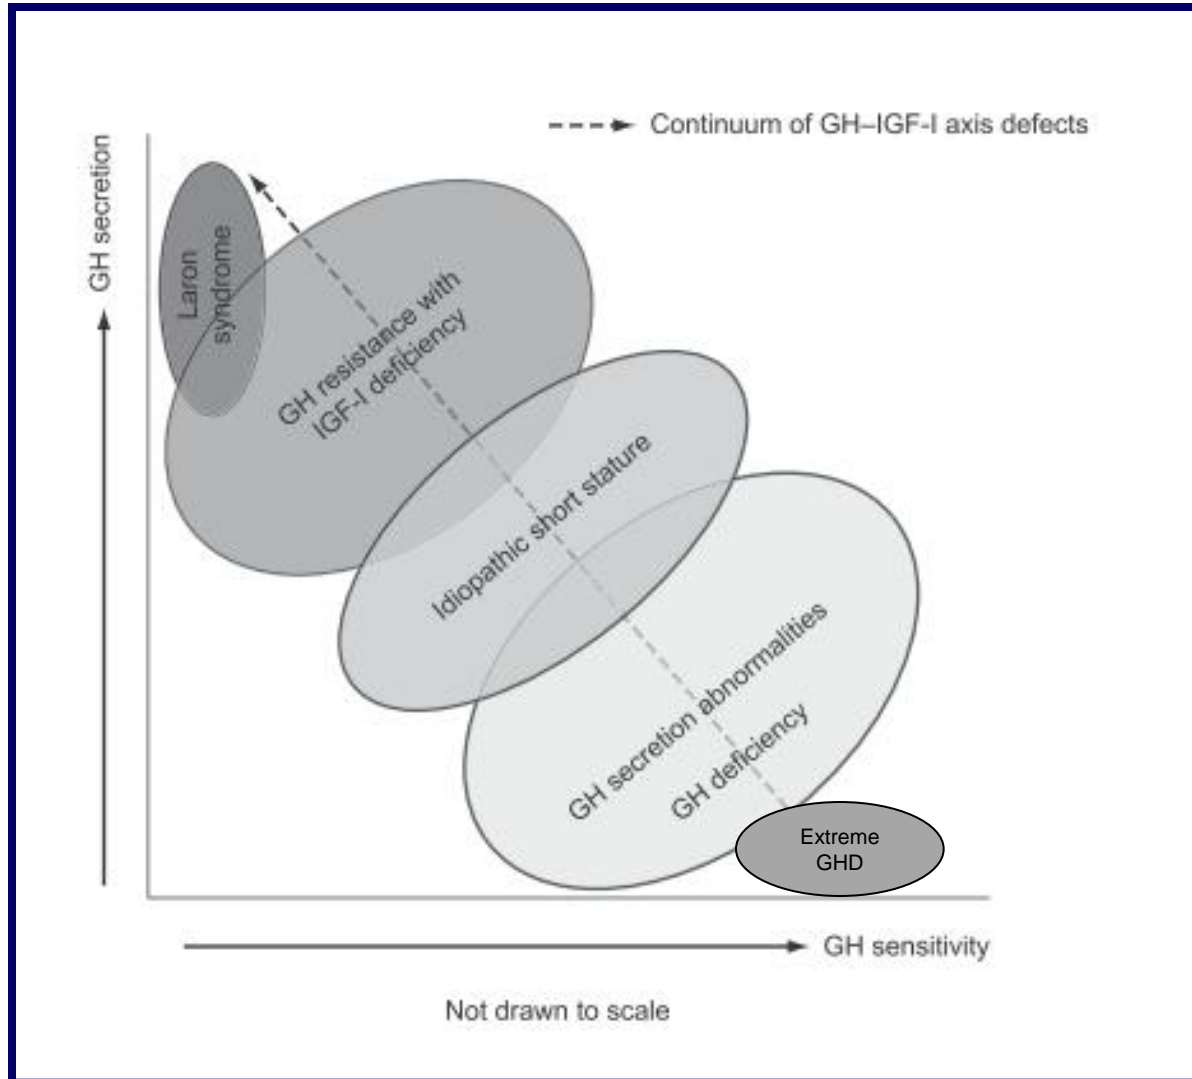 Continuum of GH–IGF-I axis defects
GH secretion
Laron
syndrome
GH resistance with
IGF-I deficiency
Idiopathic short stature
GH secretion abnormalities
GH deficiency
Extreme
GHD
GH sensitivity
Not drawn to scale